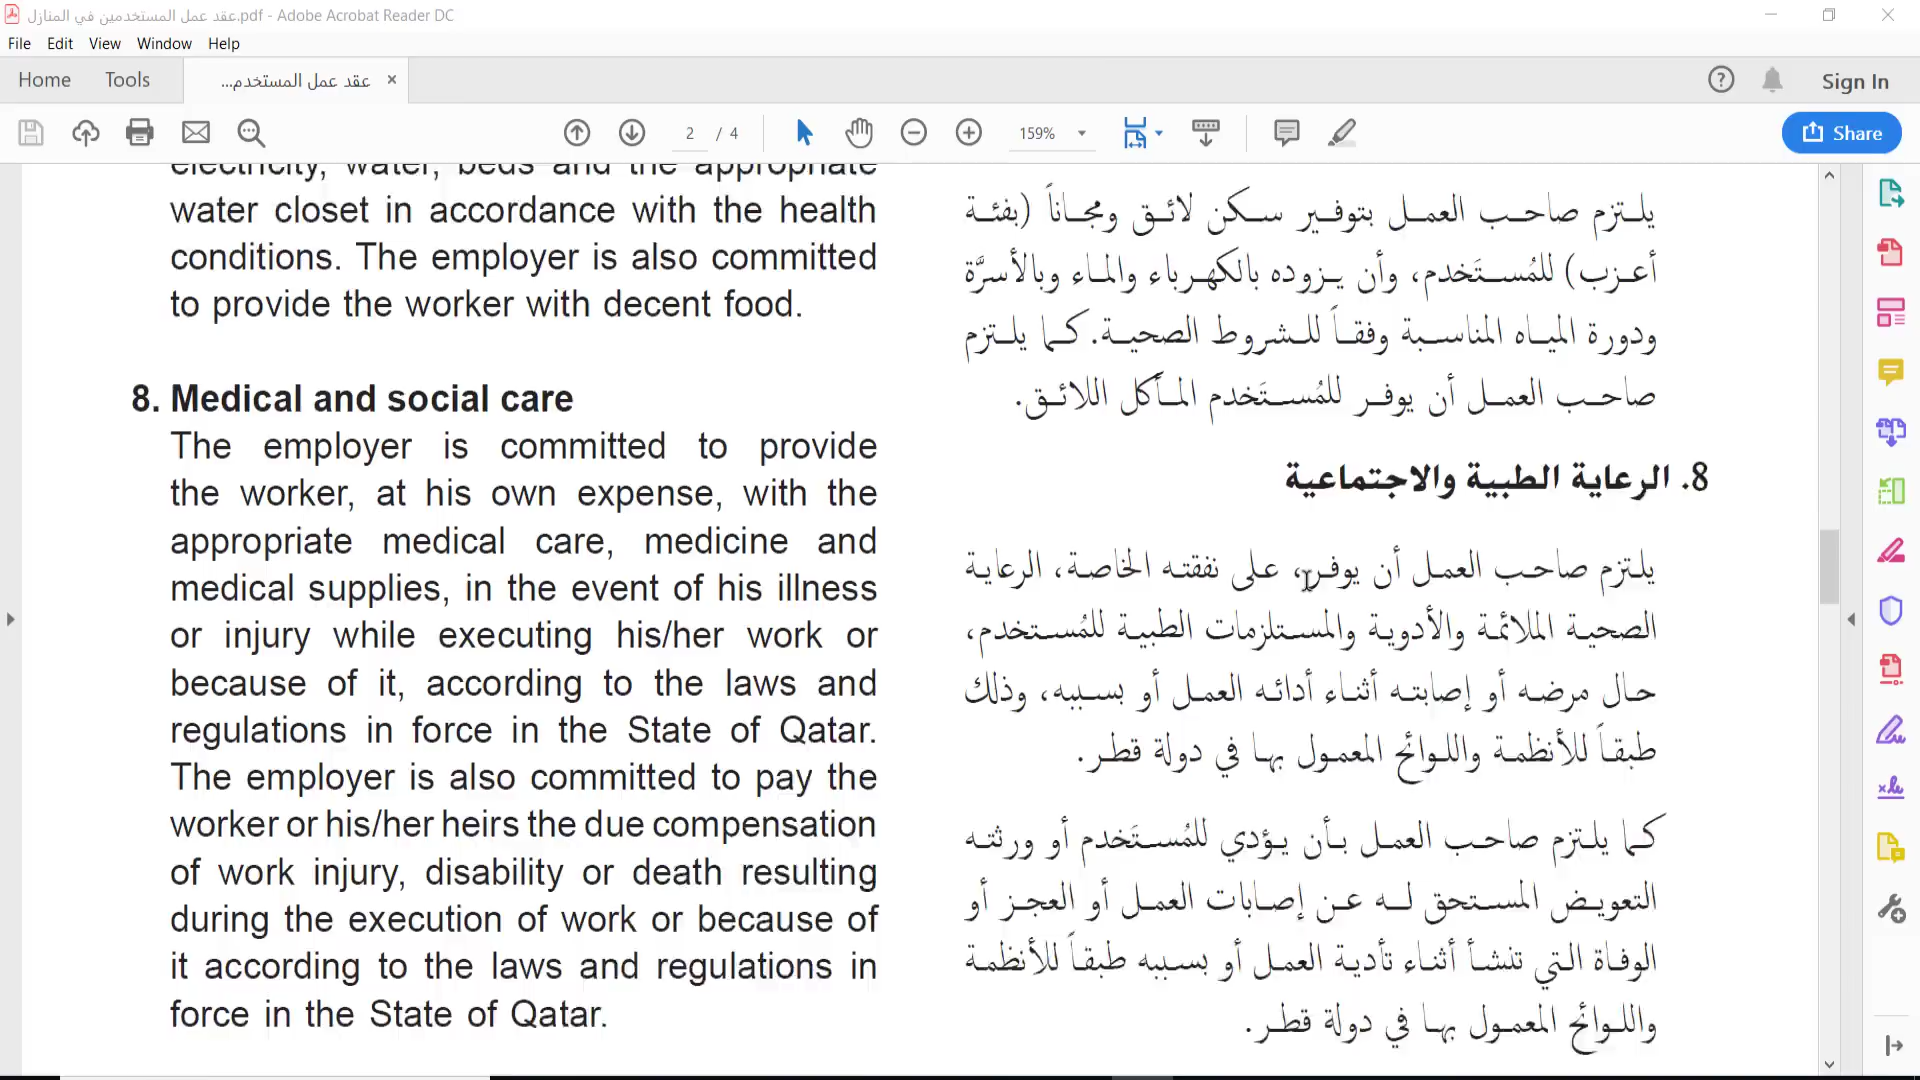 عقد عمل المستخدمين في المنازل.pdf - Adobe Acrobat Reader DC
File Edit View Window Help
Home Tools عقد عمل المستخدم... × Sign In
2 / 4 159% Share
electricity, water, beds and the appropriate
water closet in accordance with the health
conditions. The employer is also committed
to provide the worker with decent food.
8. Medical and social care
The employer is committed to provide
the worker, at his own expense, with the
appropriate medical care, medicine and
medical supplies, in the event of his illness
or injury while executing his/her work or
because of it, according to the laws and
regulations in force in the State of Qatar.
The employer is also committed to pay the
worker or his/her heirs the due compensation
of work injury, disability or death resulting
during the execution of work or because of
it according to the laws and regulations in
force in the State of Qatar.
يلتزم صاحب العمل بتوفير سكن لائق ومجاناً (بفئة
أعزب) للمُستَخدم، وأن يزوده بالكهرباء والماء وبالأسرَّة
ودورة المياه المناسبة وفقاً للشروط الصحية. كما يلتزم
صاحب العمل أن يوفر للمُستَخدم المأكل اللائق.
8. الرعاية الطبية والاجتماعية
يلتزم صاحب العمل أن يوفر، على نفقته الخاصة، الرعاية
الصحية الملائمة والأدوية والمستلزمات الطبية للمُستخدم،
حال مرضه أو إصابته أثناء أدائه العمل أو بسببه، وذلك
طبقاً للأنظمة واللوائح المعمول بها في دولة قطر.
كما يلتزم صاحب العمل بأن يؤدي للمُستَخدم أو ورثته
التعويض المستحق له عن إصابات العمل أو العجز أو
الوفاة التي تنشأ أثناء تأدية العمل أو بسببه طبقاً للأنظمة
واللوائح المعمول بها في دولة قطر.